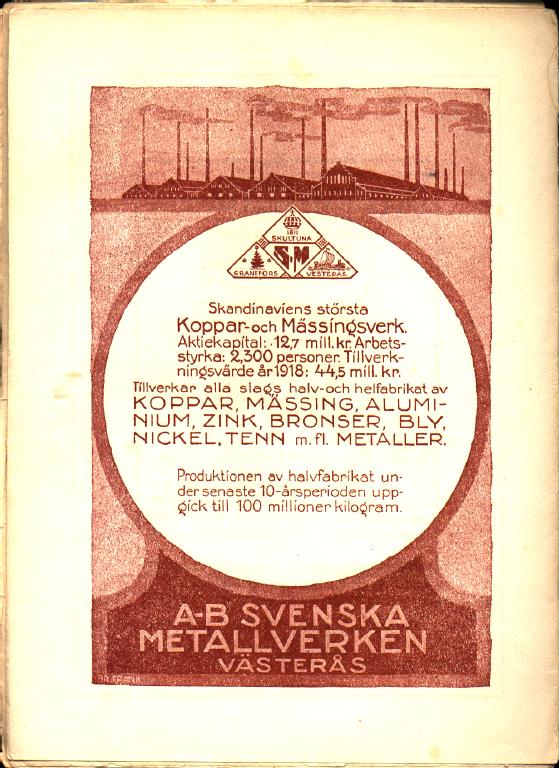 1611
SKULTUNA
S·M
GRANEFORS
VESTERÅS
Skandinaviens största
Koppar-och Mässingsverk.
Aktiekapital: 12,7 mill. kr. Arbets-
styrka: 2,300 personer. Tillverk-
ningsvärde år 1918: 44,5 mill. kr.
Tillverkar alla slags halv-och helfabrikat av
KOPPAR, MÄSSING, ALUMI-
NIUM, ZINK, BRONSER, BLY,
NICKEL, TENN m. fl. METALLER.
Produktionen av halvfabrikat un-
der senaste 10-årsperioden upp-
gick till 100 millioner kilogram.
A-B SVENSKA
METALLVERKEN
VÄSTERÅS
FRANK